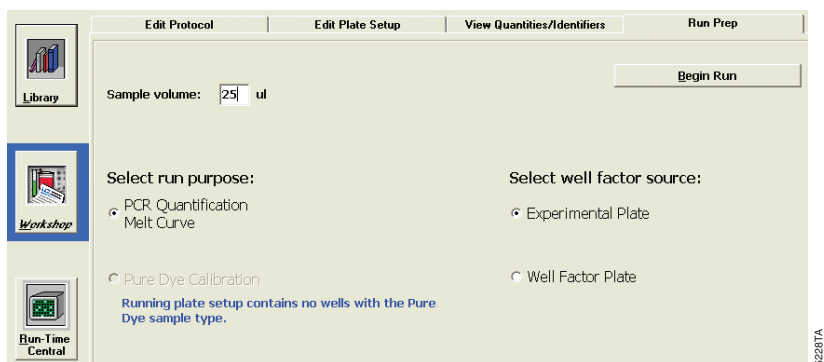 Edit Protocol
Edit Plate Setup
View Quantities/Identifiers
Run Prep
Library
Sample volume: 25 ul
Begin Run
Workshop
Select run purpose:
PCR Quantification
Melt Curve
Pure Dye Calibration
Running plate setup contains no wells with the Pure
Dye sample type.
Select well factor source:
Experimental Plate
Well Factor Plate
Run-Time
Central